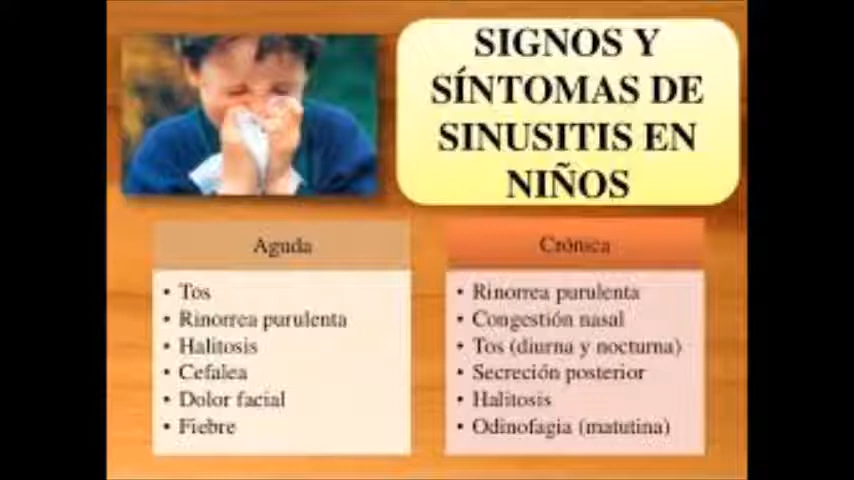 SIGNOS Y
SÍNTOMAS DE
SINUSITIS EN
NIÑOS
Aguda
• Tos
• Rinorrea purulenta
• Halitosis
• Cefalea
• Dolor facial
• Fiebre
Crónica
• Rinorrea purulenta
• Congestión nasal
• Tos (diurna y nocturna)
• Secreción posterior
• Halitosis
• Odinofagia (matutina)